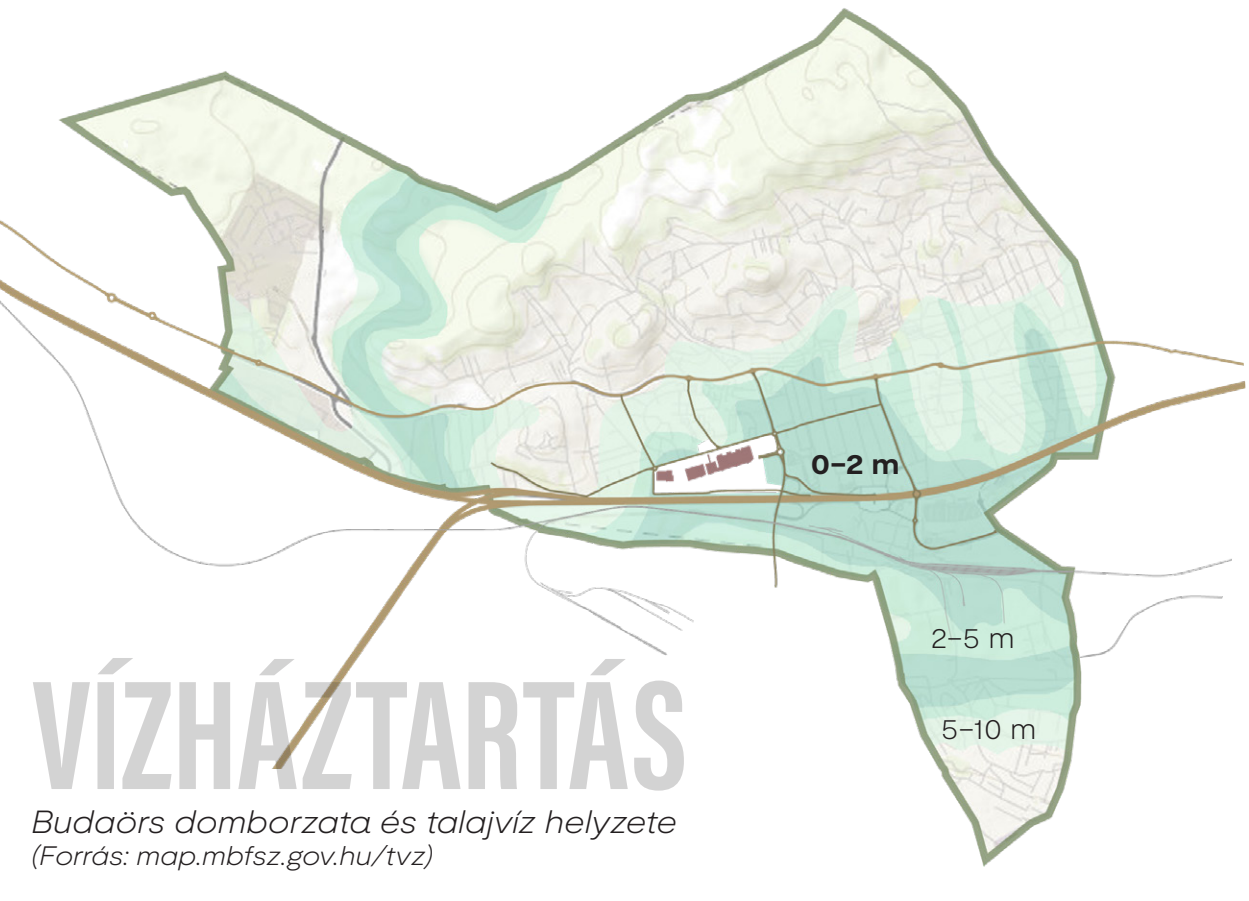 0–2 m
2–5 m
5–10 m
VÍZHÁZTARTÁS
Budaörs domborzata és talajvíz helyzete
(Forrás: map.mbfsz.gov.hu/tvz)